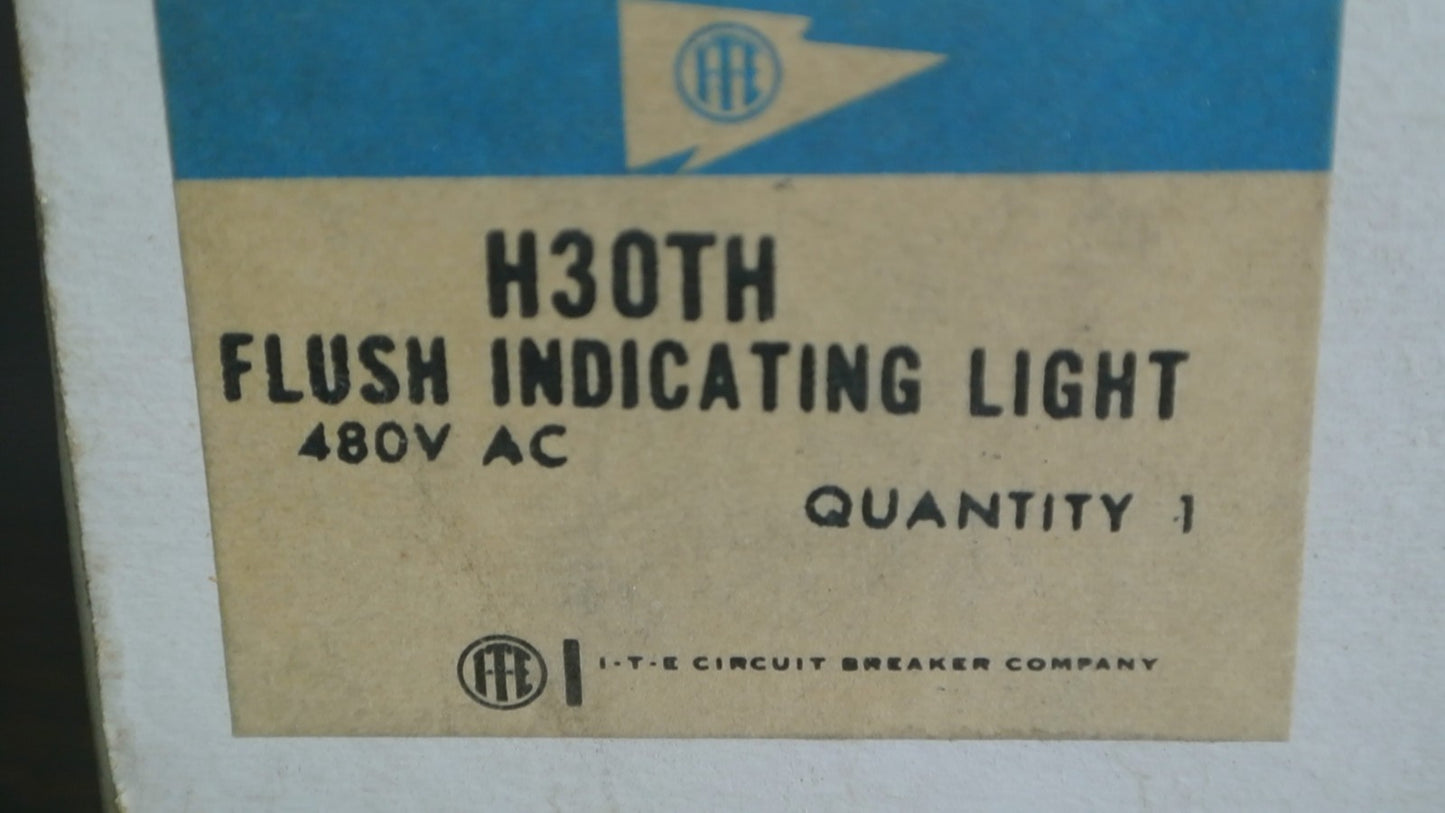 ITE
H30TH
FLUSH INDICATING LIGHT
480V AC
QUANTITY 1
ITE I-T-E CIRCUIT BREAKER COMPANY